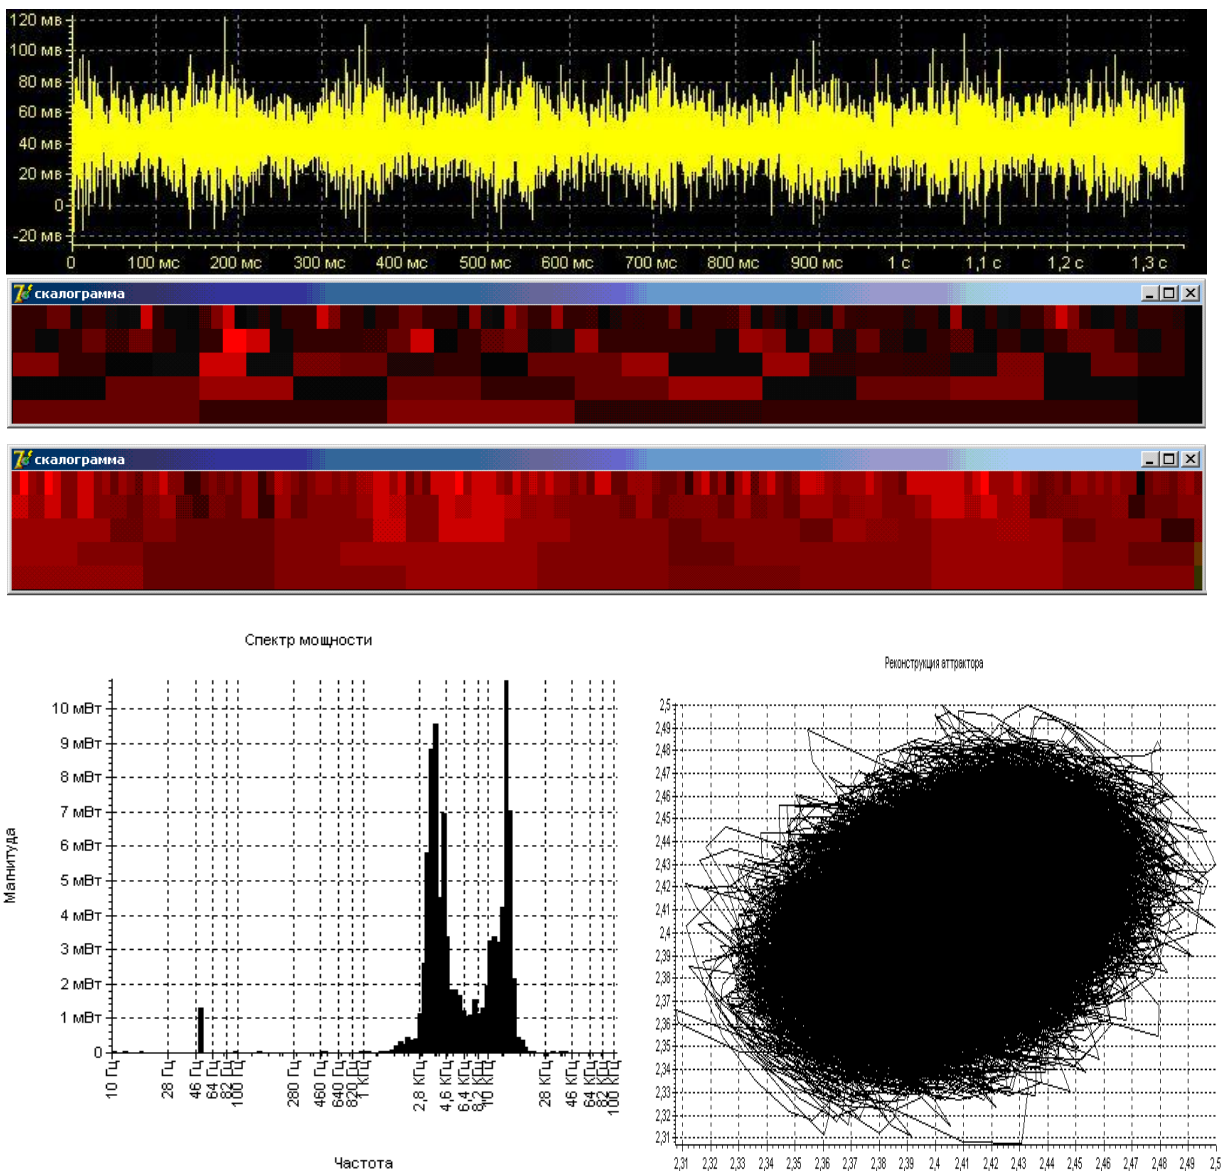 120 мв
100 мв
80 мв
60 мв
40 мв
20 мв
0
-20 мв
0 100 мс 200 мс 300 мс 400 мс 500 мс 600 мс 700 мс 800 мс 900 мс 1 с 1,1 с 1,2 с 1,3 с
скалограмма
скалограмма
Спектр мощности
10 мВт
9 мВт
8 мВт
7 мВт
6 мВт
5 мВт
4 мВт
3 мВт
2 мВт
1 мВт
0
Магнитуда
10 Гц 28 Гц 46 Гц 64 Гц 82 Гц 100 Гц 280 Гц 460 Гц 640 Гц 820 Гц 1 КГц 2,8 КГц 4,6 КГц 6,4 КГц 8,2 КГц 10 КГц 28 КГц 46 КГц 64 КГц 82 КГц 100 КГц
Частота
Реконструкция аттрактора
2,5
2,49
2,48
2,47
2,46
2,45
2,44
2,43
2,42
2,41
2,4
2,39
2,38
2,37
2,36
2,35
2,34
2,33
2,32
2,31
2,31 2,32 2,33 2,34 2,35 2,36 2,37 2,38 2,39 2,4 2,41 2,42 2,43 2,44 2,45 2,46 2,47 2,48 2,49 2,5